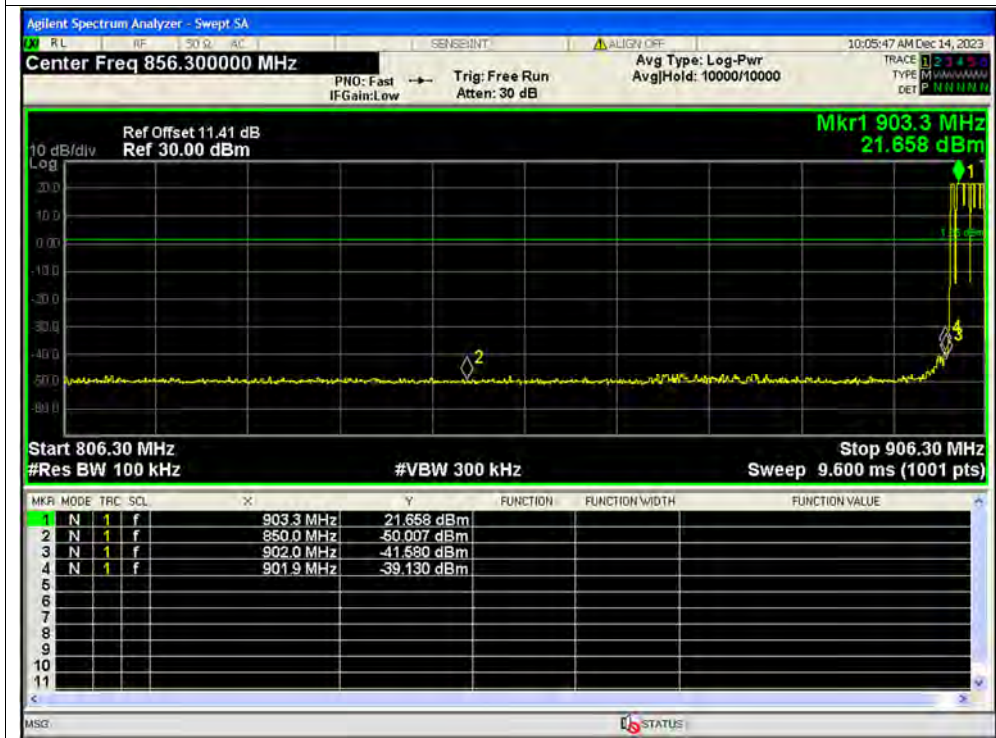 Agilent Spectrum Analyzer - Swept SA
RL RF 50 Ω AC SENSE:INT ALIGN OFF 10:05:47 AM Dec 14, 2023
Center Freq 856.300000 MHz
Avg Type: Log-Pwr
TRACE 1 2 3 4 5 6
PNO: Fast
Trig: Free Run
Avg|Hold: 10000/10000
TYPE M
IFGain:Low
Atten: 30 dB
DET P N N N N N
Mkr1 903.3 MHz
21.658 dBm
Ref Offset 11.41 dB
10 dB/div Ref 30.00 dBm
Log
1
20.0
10.0
0.00
-10.0
-20.0
-30.0
4
3
-40.0
2
-50.0
Start 806.30 MHz Stop 906.30 MHz
#Res BW 100 kHz #VBW 300 kHz Sweep 9.600 ms (1001 pts)
MKR MODE TRC SCL X Y FUNCTION FUNCTION WIDTH FUNCTION VALUE
1 N 1 f 903.3 MHz 21.658 dBm
2 N 1 f 850.0 MHz -50.007 dBm
3 N 1 f 902.0 MHz -41.580 dBm
4 N 1 f 901.9 MHz -39.130 dBm
5
6
7
8
9
10
11
MSG STATUS